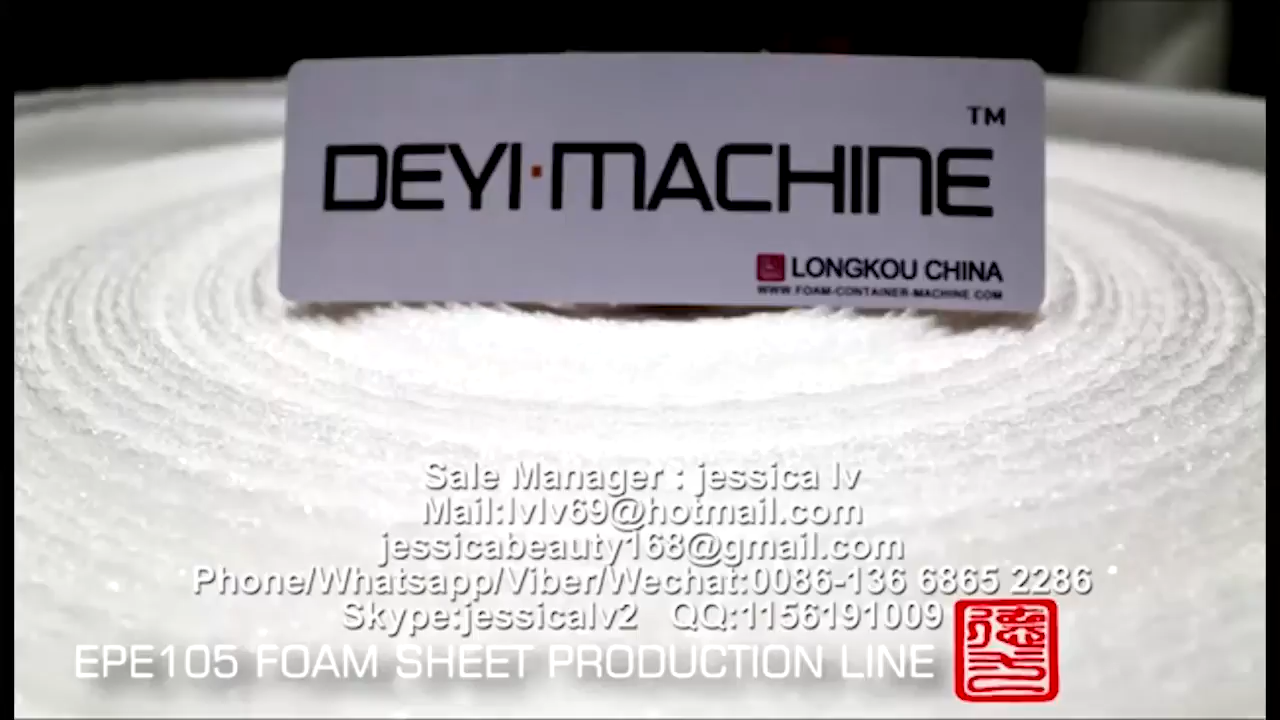 TM
DEYI·MACHINE
LONGKOU CHINA
WWW.FOAM-CONTAINER-MACHINE.COM
Sale Manager : jessica lv
Mail:lvlv69@hotmail.com
jessicabeauty168@gmail.com
Phone/Whatsapp/Viber/Wechat:0086-136 6865 2286
Skype:jessicalv2 QQ:1156191009
EPE105 FOAM SHEET PRODUCTION LINE